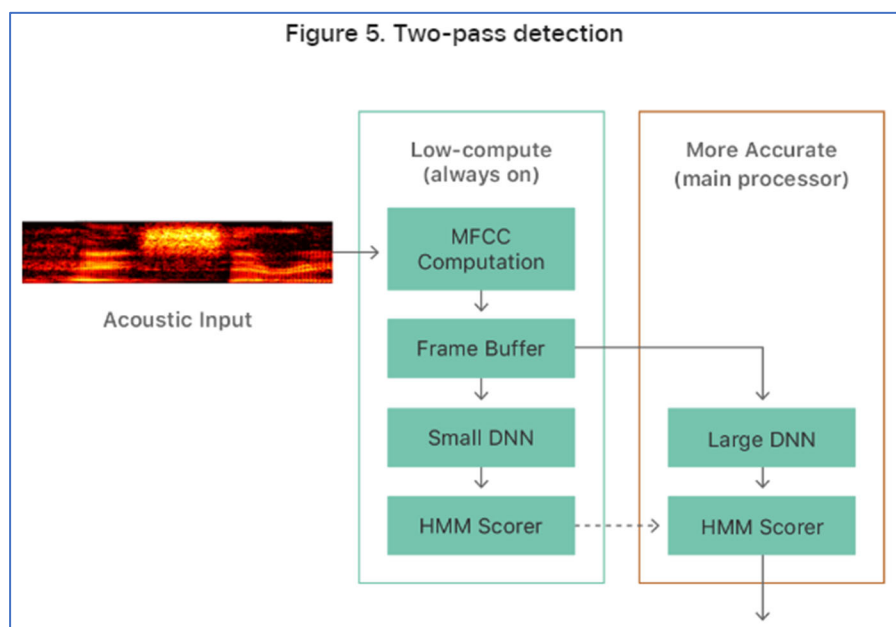 Figure 5. Two-pass detection
Low-compute
(always on)
More Accurate
(main processor)
MFCC
Computation
Acoustic Input
Frame Buffer
Small DNN
Large DNN
HMM Scorer
HMM Scorer